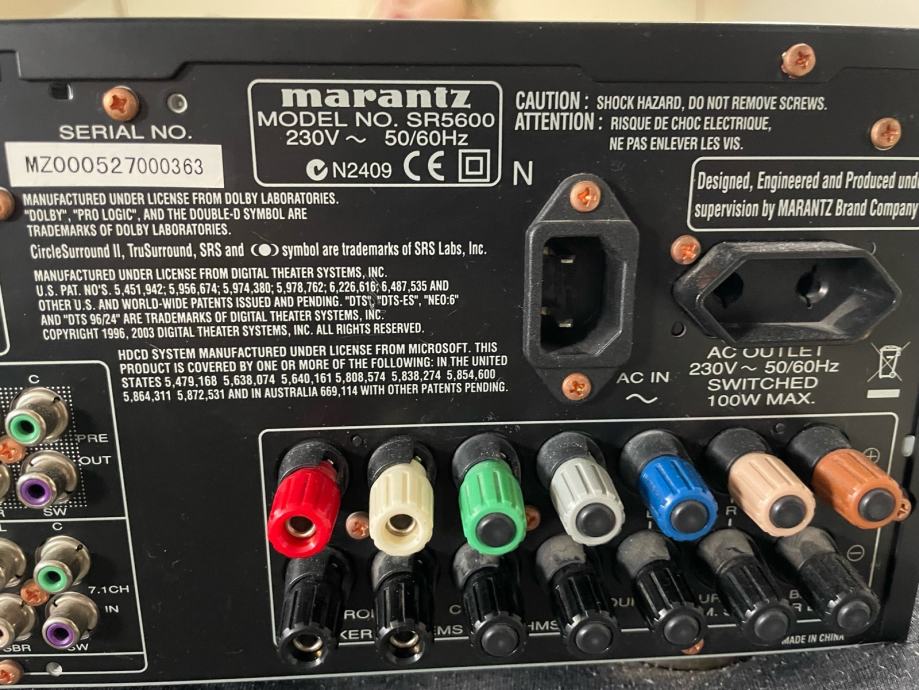 marantz
MODEL NO. SR5600
230V ~ 50/60Hz
N2409 CE
N
SERIAL NO.
MZ000527000363
CAUTION : SHOCK HAZARD, DO NOT REMOVE SCREWS.
ATTENTION : RISQUE DE CHOC ELECTRIQUE,
NE PAS ENLEVER LES VIS.
Designed, Engineered and Produced
supervision by MARANTZ Brand Company
MANUFACTURED UNDER LICENSE FROM DOLBY LABORATORIES.
"DOLBY", "PRO LOGIC", AND THE DOUBLE-D SYMBOL ARE
TRADEMARKS OF DOLBY LABORATORIES.
CircleSurround II, TruSurround, SRS and symbol are trademarks of SRS Labs, Inc.
MANUFACTURED UNDER LICENSE FROM DIGITAL THEATER SYSTEMS, INC.
U.S. PAT. NO'S. 5,451,942; 5,956,674; 5,974,380; 5,978,762; 6,226,616; 6,487,535 AND
OTHER U.S. AND WORLD-WIDE PATENTS ISSUED AND PENDING. "DTS", "DTS-ES", "NEO:6"
AND "DTS 96/24" ARE TRADEMARKS OF DIGITAL THEATER SYSTEMS, INC.
COPYRIGHT 1996, 2003 DIGITAL THEATER SYSTEMS, INC. ALL RIGHTS RESERVED.
HDCD SYSTEM MANUFACTURED UNDER LICENSE FROM MICROSOFT. THIS
PRODUCT IS COVERED BY ONE OR MORE OF THE FOLLOWING: IN THE UNITED
STATES 5,479,168 5,638,074 5,640,161 5,808,574 5,838,274 5,854,600
5,864,311 5,872,531 AND IN AUSTRALIA 669,114 WITH OTHER PATENTS PENDING.
AC IN
~
AC OUTLET
230V ~ 50/60Hz
SWITCHED
100W MAX.
C
PRE
OUT
SW
C
7.1CH
IN
SBR
SW
R
C
MADE IN CHINA